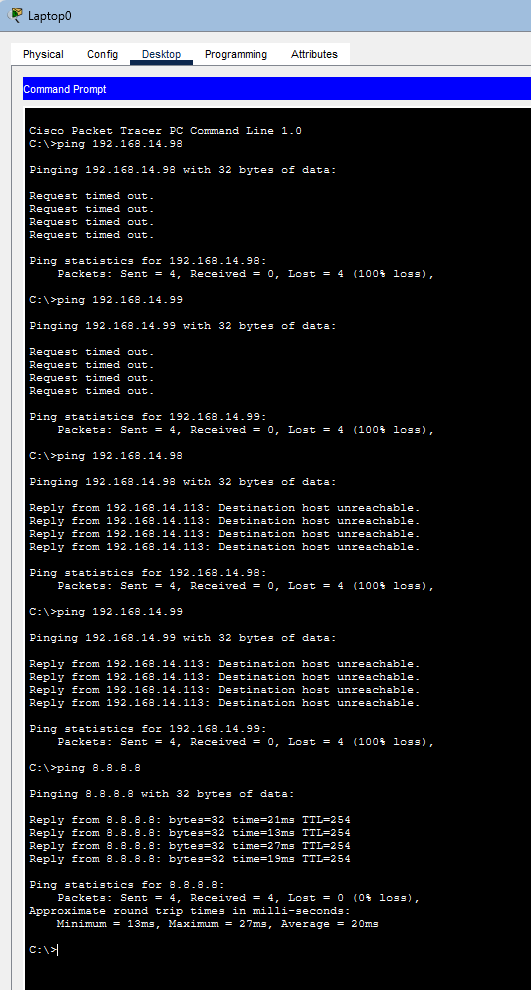 Laptop0
Physical Config Desktop Programming Attributes
Command Prompt
Cisco Packet Tracer PC Command Line 1.0
C:\>ping 192.168.14.98
Pinging 192.168.14.98 with 32 bytes of data:
Request timed out.
Request timed out.
Request timed out.
Request timed out.
Ping statistics for 192.168.14.98:
    Packets: Sent = 4, Received = 0, Lost = 4 (100% loss),
C:\>ping 192.168.14.99
Pinging 192.168.14.99 with 32 bytes of data:
Request timed out.
Request timed out.
Request timed out.
Request timed out.
Ping statistics for 192.168.14.99:
    Packets: Sent = 4, Received = 0, Lost = 4 (100% loss),
C:\>ping 192.168.14.98
Pinging 192.168.14.98 with 32 bytes of data:
Reply from 192.168.14.113: Destination host unreachable.
Reply from 192.168.14.113: Destination host unreachable.
Reply from 192.168.14.113: Destination host unreachable.
Reply from 192.168.14.113: Destination host unreachable.
Ping statistics for 192.168.14.98:
    Packets: Sent = 4, Received = 0, Lost = 4 (100% loss),
C:\>ping 192.168.14.99
Pinging 192.168.14.99 with 32 bytes of data:
Reply from 192.168.14.113: Destination host unreachable.
Reply from 192.168.14.113: Destination host unreachable.
Reply from 192.168.14.113: Destination host unreachable.
Reply from 192.168.14.113: Destination host unreachable.
Ping statistics for 192.168.14.99:
    Packets: Sent = 4, Received = 0, Lost = 4 (100% loss),
C:\>ping 8.8.8.8
Pinging 8.8.8.8 with 32 bytes of data:
Reply from 8.8.8.8: bytes=32 time=21ms TTL=254
Reply from 8.8.8.8: bytes=32 time=13ms TTL=254
Reply from 8.8.8.8: bytes=32 time=27ms TTL=254
Reply from 8.8.8.8: bytes=32 time=19ms TTL=254
Ping statistics for 8.8.8.8:
    Packets: Sent = 4, Received = 4, Lost = 0 (0% loss),
Approximate round trip times in milli-seconds:
    Minimum = 13ms, Maximum = 27ms, Average = 20ms
C:\>